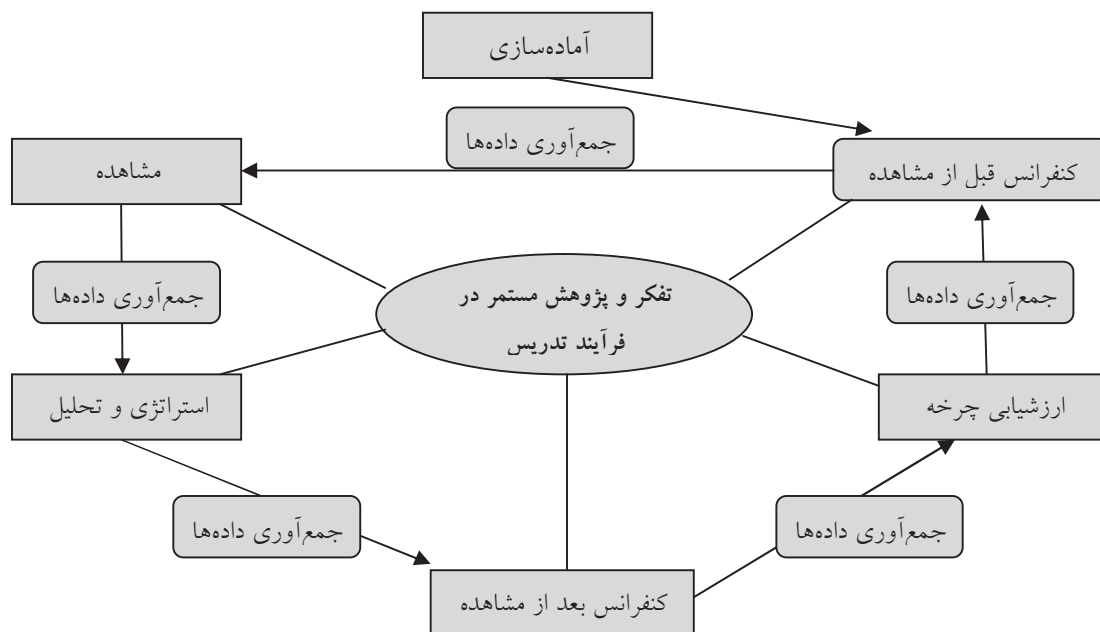 آماده‌سازی
جمع‌آوری داده‌ها
کنفرانس قبل از مشاهده
مشاهده
جمع‌آوری داده‌ها
تفکر و پژوهش مستمر در
فرآیند تدریس
جمع‌آوری داده‌ها
ارزشیابی چرخه
استراتژی و تحلیل
جمع‌آوری داده‌ها
جمع‌آوری داده‌ها
کنفرانس بعد از مشاهده